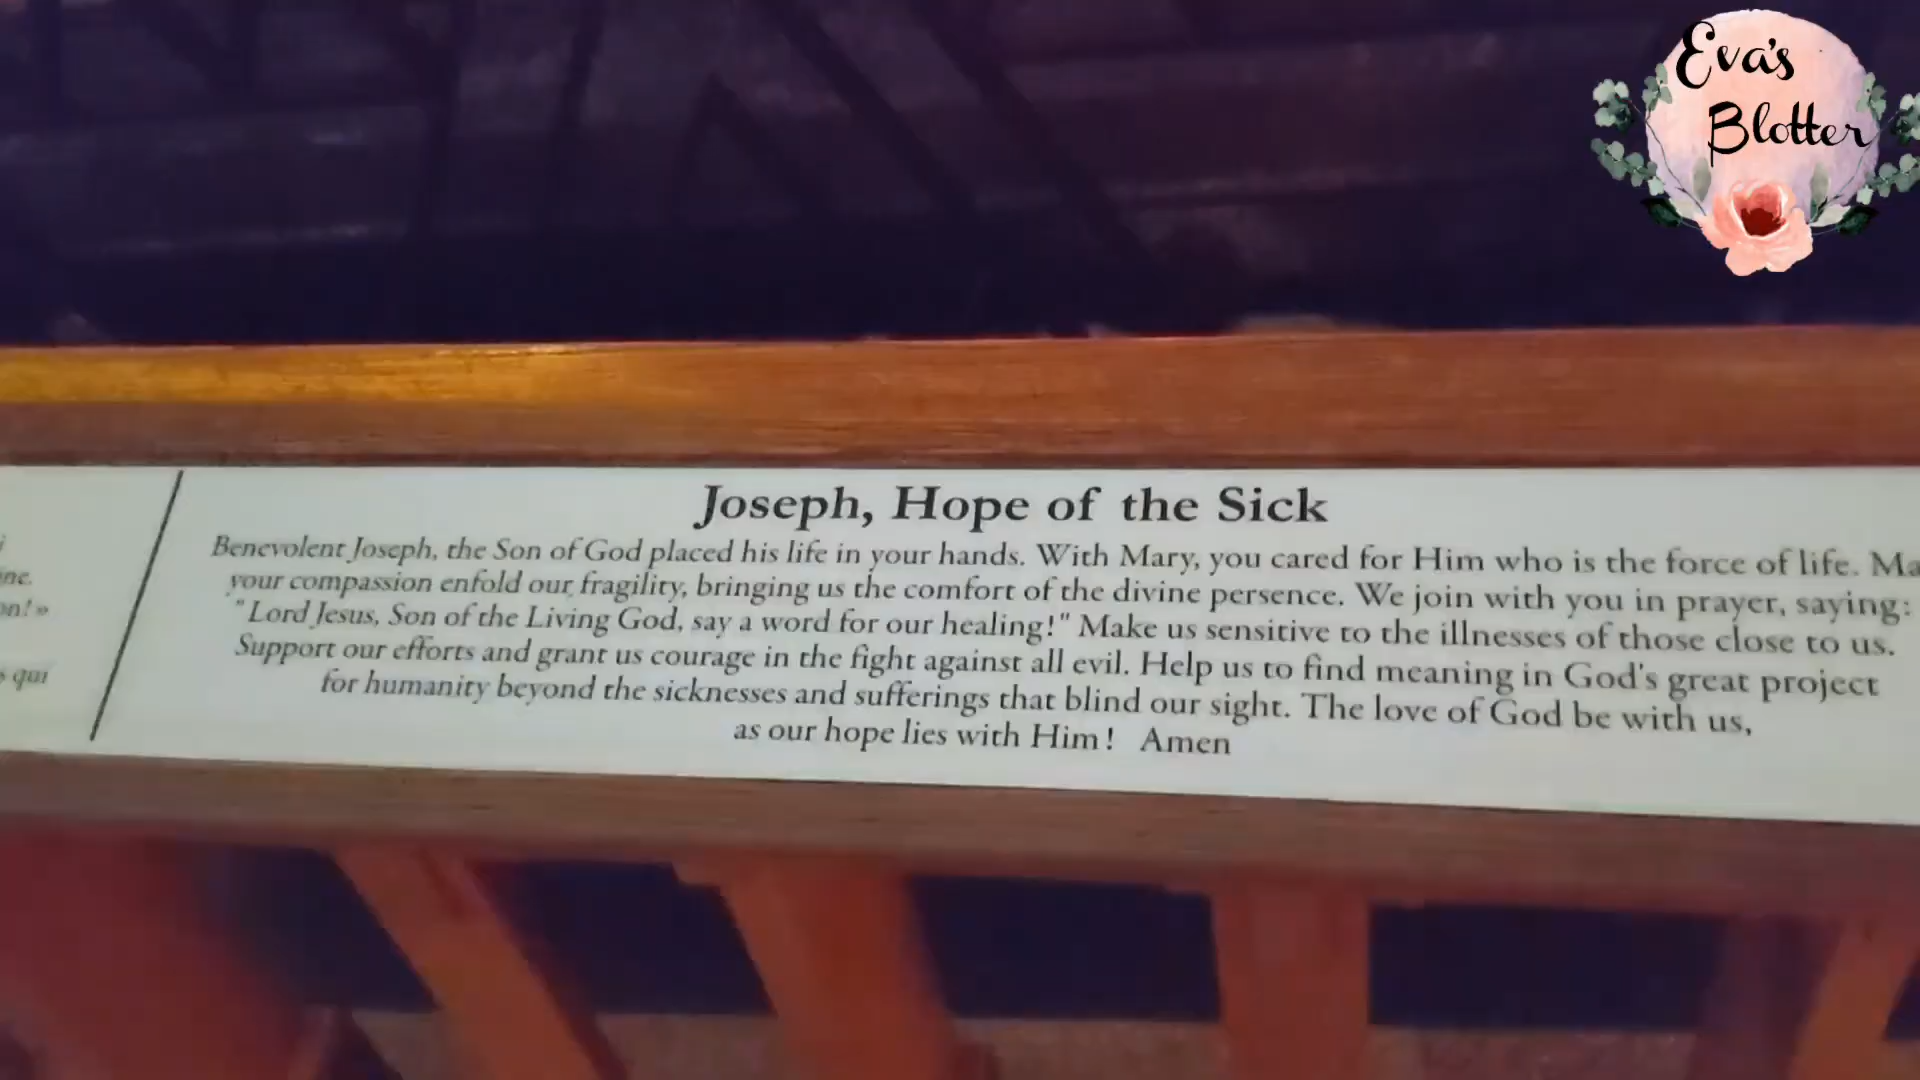 Eva's
Blotter
Joseph, Hope of the Sick
Benevolent Joseph, the Son of God placed his life in your hands. With Mary, you cared for Him who is the force of life. Ma
your compassion enfold our fragility, bringing us the comfort of the divine persence. We join with you in prayer, saying:
"Lord Jesus, Son of the Living God, say a word for our healing!" Make us sensitive to the illnesses of those close to us.
Support our efforts and grant us courage in the fight against all evil. Help us to find meaning in God's great project
for humanity beyond the sicknesses and sufferings that blind our sight. The love of God be with us,
as our hope lies with Him! Amen
ine.
on! »
s qui